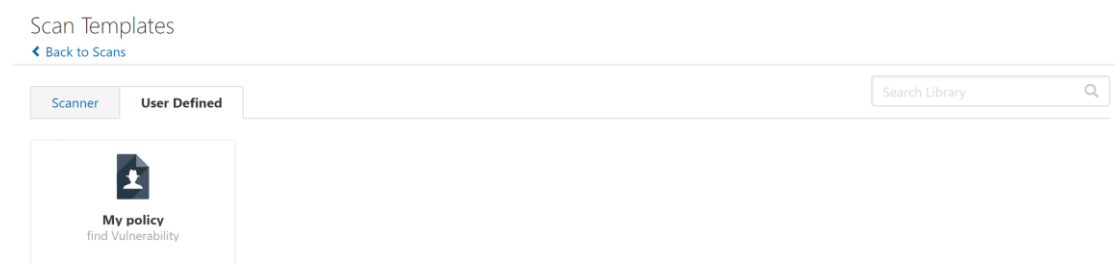 Scan Templates
Back to Scans
Scanner
User Defined
Search Library
My policy
find Vulnerability